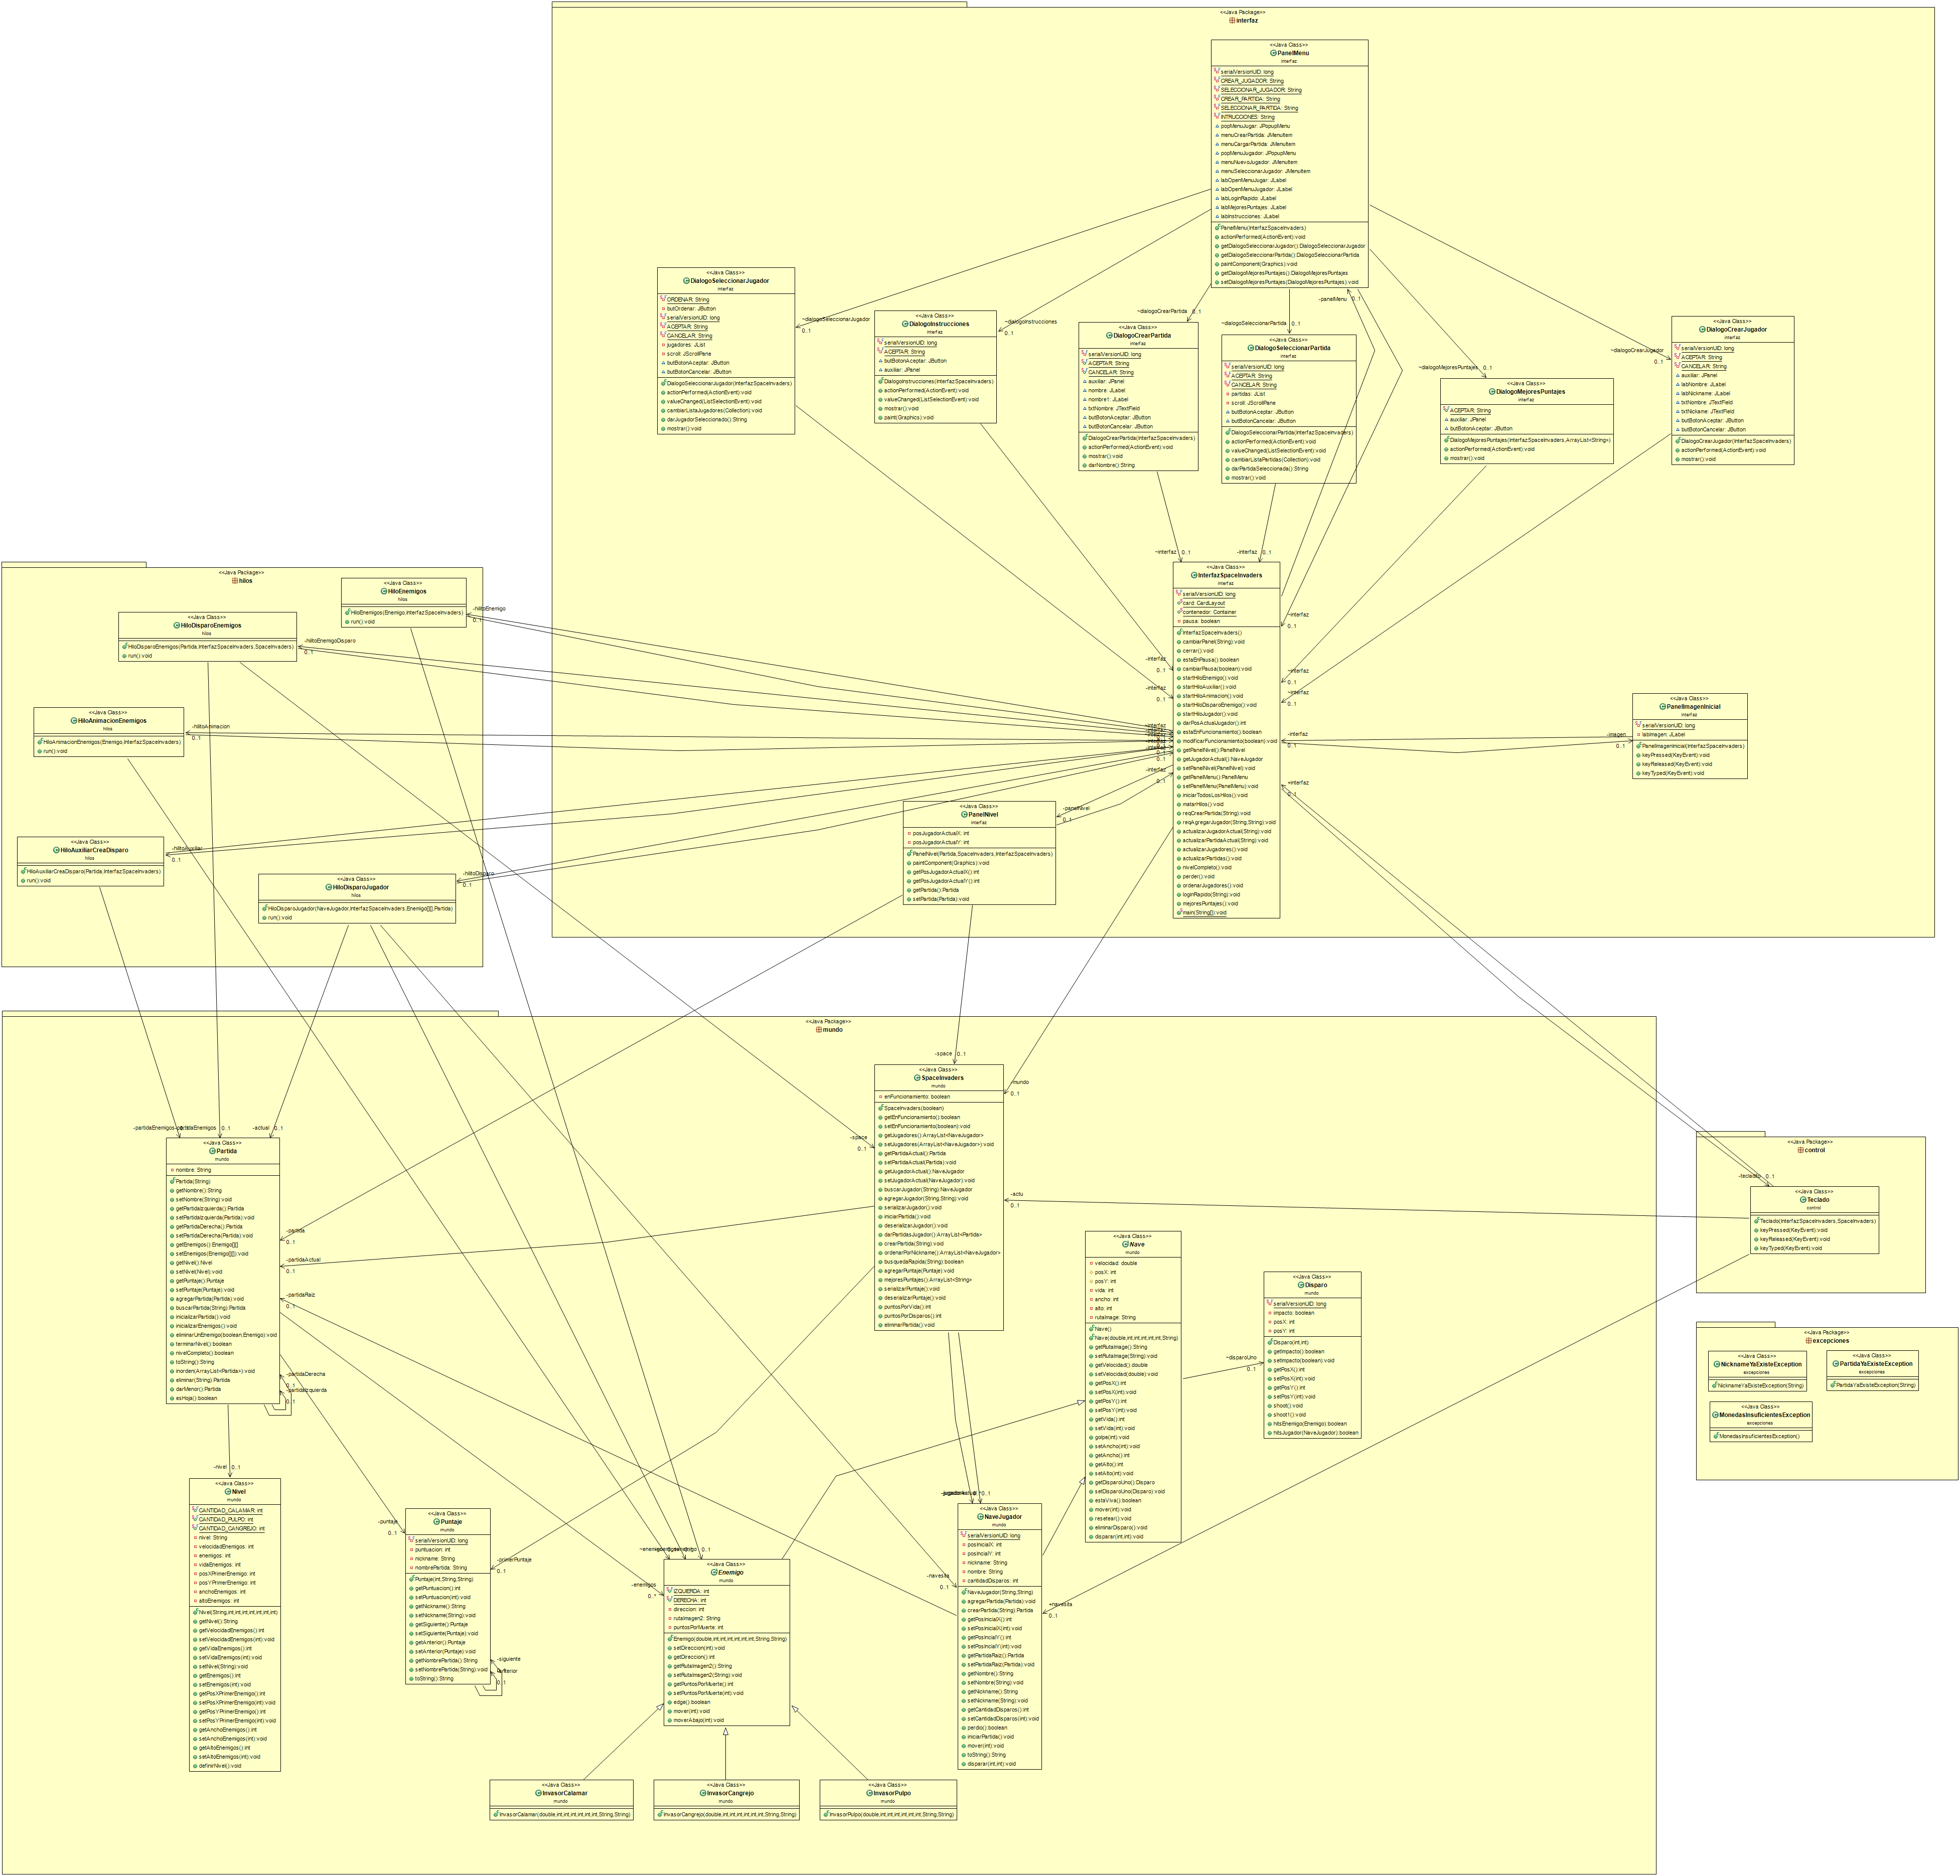 <<Java Package>>
interfaz
<<Java Class>>
PanelMenu
interfaz
serialVersionUID: long
CREAR_JUGADOR: String
SELECCIONAR_JUGADOR: String
CREAR_PARTIDA: String
SELECCIONAR_PARTIDA: String
INTRUCCIONES: String
popMenuJugar: JPopupMenu
menuCrearPartida: JMenuItem
menuCargarPartida: JMenuItem
popMenuJugador: JPopupMenu
menuNuevoJugador: JMenuItem
menuSeleccionarJugador: JMenuItem
labOpenMenuJugar: JLabel
labOpenMenuJugador: JLabel
labLoginRapido: JLabel
labMejoresPuntajes: JLabel
labInstrucciones: JLabel
PanelMenu(InterfazSpaceInvaders)
actionPerformed(ActionEvent):void
getDialogoSeleccionarJugador():DialogoSeleccionarJugador
getDialogoSeleccionarPartida():DialogoSeleccionarPartida
paintComponent(Graphics):void
getDialogoMejoresPuntajes():DialogoMejoresPuntajes
setDialogoMejoresPuntajes(DialogoMejoresPuntajes):void
<<Java Class>>
DialogoSeleccionarJugador
interfaz
ORDENAR: String
butOrdenar: JButton
serialVersionUID: long
ACEPTAR: String
CANCELAR: String
jugadores: JList
scroll: JScrollPane
butBotonAceptar: JButton
butBotonCancelar: JButton
DialogoSeleccionarJugador(InterfazSpaceInvaders)
actionPerformed(ActionEvent):void
valueChanged(ListSelectionEvent):void
cambiarListaJugadores(Collection):void
darJugadorSeleccionado():String
mostrar():void
~dialogoSeleccionarJugador
0..1
<<Java Class>>
DialogoInstrucciones
interfaz
serialVersionUID: long
ACEPTAR: String
butBotonAceptar: JButton
auxiliar: JPanel
DialogoInstrucciones(InterfazSpaceInvaders)
actionPerformed(ActionEvent):void
valueChanged(ListSelectionEvent):void
mostrar():void
paint(Graphics):void
~dialogoInstrucciones
0..1
<<Java Class>>
DialogoCrearPartida
interfaz
serialVersionUID: long
ACEPTAR: String
CANCELAR: String
auxiliar: JPanel
nombre: JLabel
nombre1: JLabel
txtNombre: JTextField
butBotonAceptar: JButton
butBotonCancelar: JButton
DialogoCrearPartida(InterfazSpaceInvaders)
actionPerformed(ActionEvent):void
mostrar():void
darNombre():String
~dialogoCrearPartida
0..1
<<Java Class>>
DialogoSeleccionarPartida
interfaz
serialVersionUID: long
ACEPTAR: String
CANCELAR: String
partidas: JList
scroll: JScrollPane
butBotonAceptar: JButton
butBotonCancelar: JButton
DialogoSeleccionarPartida(InterfazSpaceInvaders)
actionPerformed(ActionEvent):void
valueChanged(ListSelectionEvent):void
cambiarListaPartidas(Collection):void
darPartidaSeleccionada():String
mostrar():void
~dialogoSeleccionarPartida
0..1
-panelMenu
0..1
<<Java Class>>
DialogoMejoresPuntajes
interfaz
ACEPTAR: String
auxiliar: JPanel
butBotonAceptar: JButton
DialogoMejoresPuntajes(InterfazSpaceInvaders,ArrayList<String>)
actionPerformed(ActionEvent):void
mostrar():void
~dialogoMejoresPuntajes
0..1
<<Java Class>>
DialogoCrearJugador
interfaz
serialVersionUID: long
ACEPTAR: String
CANCELAR: String
auxiliar: JPanel
labNombre: JLabel
labNickname: JLabel
txtNombre: JTextField
txtNickname: JTextField
butBotonAceptar: JButton
butBotonCancelar: JButton
DialogoCrearJugador(InterfazSpaceInvaders)
actionPerformed(ActionEvent):void
mostrar():void
~dialogoCrearJugador
0..1
<<Java Class>>
InterfazSpaceInvaders
interfaz
serialVersionUID: long
card: CardLayout
contenedor: Container
pausa: boolean
InterfazSpaceInvaders()
cambiarPanel(String):void
cerrar():void
estaEnPausa():boolean
cambiarPausa(boolean):void
startHiloEnemigo():void
startHiloAuxiliar():void
startHiloAnimacion():void
startHiloDisparoEnemigo():void
startHiloJugador():void
darPosActualJugador():int
estaEnFuncionamiento():boolean
modificarFuncionamiento(boolean):void
getPanelNivel():PanelNivel
getJugadorActual():NaveJugador
setPanelNivel(PanelNivel):void
getPanelMenu():PanelMenu
setPanelMenu(PanelMenu):void
iniciarTodosLosHilos():void
matarHilos():void
reqCrearPartida(String):void
reqAgregarJugador(String,String):void
actualizarJugadorActual(String):void
actualizarPartidaActual(String):void
actualizarJugadores():void
actualizarPartidas():void
nivelCompleto():void
perder():void
ordenarJugadores():void
loginRapido(String):void
mejoresPuntajes():void
main(String[]):void
~interfaz
0..1
-interfaz
0..1
<<Java Class>>
PanelImagenInicial
interfaz
serialVersionUID: long
labImagen: JLabel
PanelImagenInicial(InterfazSpaceInvaders)
keyPressed(KeyEvent):void
keyReleased(KeyEvent):void
keyTyped(KeyEvent):void
-imagen
0..1
<<Java Class>>
PanelNivel
interfaz
posJugadorActualX: int
posJugadorActualY: int
PanelNivel(Partida,SpaceInvaders,InterfazSpaceInvaders)
paintComponent(Graphics):void
getPosJugadorActualX():int
getPosJugadorActualY():int
getPartida():Partida
setPartida(Partida):void
-panelNivel
0..1
+interfaz
0..1
<<Java Package>>
hilos
<<Java Class>>
HiloEnemigos
hilos
HiloEnemigos(Enemigo,InterfazSpaceInvaders)
run():void
-hilitoEnemigo
0..1
<<Java Class>>
HiloDisparoEnemigos
hilos
HiloDisparoEnemigos(Partida,InterfazSpaceInvaders,SpaceInvaders)
run():void
-hilitoEnemigoDisparo
0..1
<<Java Class>>
HiloAnimacionEnemigos
hilos
HiloAnimacionEnemigos(Enemigo,InterfazSpaceInvaders)
run():void
-hilitoAnimacion
0..1
<<Java Class>>
HiloAuxiliarCreaDisparo
hilos
HiloAuxiliarCreaDisparo(Partida,InterfazSpaceInvaders)
run():void
-hilitoAuxiliar
0..1
<<Java Class>>
HiloDisparoJugador
hilos
HiloDisparoJugador(NaveJugador,InterfazSpaceInvaders,Enemigo[][],Partida)
run():void
-hilitoDisparo
0..1
<<Java Package>>
mundo
<<Java Class>>
SpaceInvaders
mundo
enFuncionamiento: boolean
SpaceInvaders(boolean)
getEnFuncionamiento():boolean
setEnFuncionamiento(boolean):void
getJugadores():ArrayList<NaveJugador>
setJugadores(ArrayList<NaveJugador>):void
getPartidaActual():Partida
setPartidaActual(Partida):void
getJugadorActual():NaveJugador
setJugadorActual(NaveJugador):void
buscarJugador(String):NaveJugador
agregarJugador(String,String):void
serializarJugador():void
iniciarPartida():void
deserializarJugador():void
darPartidasJugador():ArrayList<Partida>
crearPartida(String):void
ordenarPorNickname():ArrayList<NaveJugador>
busquedaRapida(String):boolean
agregarPuntaje(Puntaje):void
mejoresPuntajes():ArrayList<String>
serializarPuntaje():void
deserializarPuntaje():void
puntosPorVida():int
puntosPorDisparos():int
eliminarPartida():void
-space
0..1
-mundo
0..1
-space
0..1
-actu
0..1
<<Java Class>>
Partida
mundo
nombre: String
Partida(String)
getNombre():String
setNombre(String):void
getPartidaIzquierda():Partida
setPartidaIzquierda(Partida):void
getPartidaDerecha():Partida
setPartidaDerecha(Partida):void
getEnemigos():Enemigo[][]
setEnemigos(Enemigo[][]):void
getNivel():Nivel
setNivel(Nivel):void
getPuntaje():Puntaje
setPuntaje(Puntaje):void
agregarPartida(Partida):void
buscarPartida(String):Partida
inicializarPartida():void
inicializarEnemigos():void
eliminarUnEnemigo(boolean,Enemigo):void
terminarNivel():boolean
nivelCompleto():boolean
toString():String
inorden(ArrayList<Partida>):void
eliminar(String):Partida
darMenor():Partida
esHoja():boolean
-partidaEnemigos
0..1
-actual
0..1
-partida
0..1
-partidaActual
0..1
-partidaRaiz
0..1
-partidaDerecha
0..1
-partidaIzquierda
0..1
<<Java Class>>
Nave
mundo
velocidad: double
posX: int
posY: int
vida: int
ancho: int
alto: int
rutaImage: String
Nave()
Nave(double,int,int,int,int,int,String)
getRutaImage():String
setRutaImage(String):void
getVelocidad():double
setVelocidad(double):void
getPosX():int
setPosX(int):void
getPosY():int
setPosY(int):void
getVida():int
setVida(int):void
golpe(int):void
setAncho(int):void
getAncho():int
getAlto():int
setAlto(int):void
getDisparoUno():Disparo
setDisparoUno(Disparo):void
estaViva():boolean
mover(int):void
resetear():void
eliminarDisparo():void
disparar(int,int):void
<<Java Class>>
Disparo
mundo
serialVersionUID: long
impacto: boolean
posX: int
posY: int
Disparo(int,int)
getImpacto():boolean
setImpacto(boolean):void
getPosX():int
setPosX(int):void
getPosY():int
setPosY(int):void
shoot():void
shoot1():void
hitsEnemigo(Enemigo):boolean
hitsJugador(NaveJugador):boolean
~disparoUno
0..1
<<Java Class>>
Nivel
mundo
CANTIDAD_CALAMAR: int
CANTIDAD_PULPO: int
CANTIDAD_CANGREJO: int
nivel: String
velocidadEnemigos: int
enemigos: int
vidaEnemigos: int
posXPrimerEnemigo: int
posYPrimerEnemigo: int
anchoEnemigos: int
altoEnemigos: int
Nivel(String,int,int,int,int,int,int,int)
getNivel():String
getVelocidadEnemigos():int
setVelocidadEnemigos(int):void
getVidaEnemigos():int
setVidaEnemigos(int):void
setNivel(String):void
getEnemigos():int
setEnemigos(int):void
getPosXPrimerEnemigo():int
setPosXPrimerEnemigo(int):void
getPosYPrimerEnemigo():int
setPosYPrimerEnemigo(int):void
getAnchoEnemigos():int
setAnchoEnemigos(int):void
getAltoEnemigos():int
setAltoEnemigos(int):void
definirNivel():void
-nivel
0..1
<<Java Class>>
Puntaje
mundo
serialVersionUID: long
puntuacion: int
nickname: String
nombrePartida: String
Puntaje(int,String,String)
getPuntuacion():int
setPuntuacion(int):void
getNickname():String
setNickname(String):void
getSiguiente():Puntaje
setSiguiente(Puntaje):void
getAnterior():Puntaje
setAnterior(Puntaje):void
getNombrePartida():String
setNombrePartida(String):void
toString():String
-puntaje
0..1
-primerPuntaje
0..1
-siguiente
0..1
<<Java Class>>
Enemigo
mundo
IZQUIERDA: int
DERECHA: int
direccion: int
rutaImagen2: String
puntosPorMuerte: int
Enemigo(double,int,int,int,int,int,int,String,String)
setDireccion(int):void
getDireccion():int
getRutaImagen2():String
setRutaImagen2(String):void
getPuntosPorMuerte():int
setPuntosPorMuerte(int):void
edge():boolean
mover(int):void
moverAbajo(int):void
-enemigos
0..*
<<Java Class>>
NaveJugador
mundo
serialVersionUID: long
posInicialX: int
posIncialY: int
nickname: String
nombre: String
cantidadDisparos: int
NaveJugador(String,String)
agregarPartida(Partida):void
crearPartida(String):Partida
getPosInicialX():int
setPosInicialX(int):void
getPosIncialY():int
setPosIncialY(int):void
getPartidaRaiz():Partida
setPartidaRaiz(Partida):void
getNombre():String
setNombre(String):void
getNickname():String
setNickname(String):void
getCantidadDisparos():int
setCantidadDisparos(int):void
perdio():boolean
iniciarPartida():void
mover(int):void
toString():String
disparar(int,int):void
-navesita
0..1
+navesita
0..1
<<Java Class>>
InvasorCalamar
mundo
InvasorCalamar(double,int,int,int,int,int,int,String,String)
<<Java Class>>
InvasorCangrejo
mundo
InvasorCangrejo(double,int,int,int,int,int,int,String,String)
<<Java Class>>
InvasorPulpo
mundo
InvasorPulpo(double,int,int,int,int,int,int,String,String)
<<Java Package>>
control
-tecladito
0..1
<<Java Class>>
Teclado
control
Teclado(InterfazSpaceInvaders,SpaceInvaders)
keyPressed(KeyEvent):void
keyReleased(KeyEvent):void
keyTyped(KeyEvent):void
<<Java Package>>
excepciones
<<Java Class>>
NicknameYaExisteException
excepciones
NicknameYaExisteException(String)
<<Java Class>>
PartidaYaExisteException
excepciones
PartidaYaExisteException(String)
<<Java Class>>
MonedasInsuficientesException
excepciones
MonedasInsuficientesException()